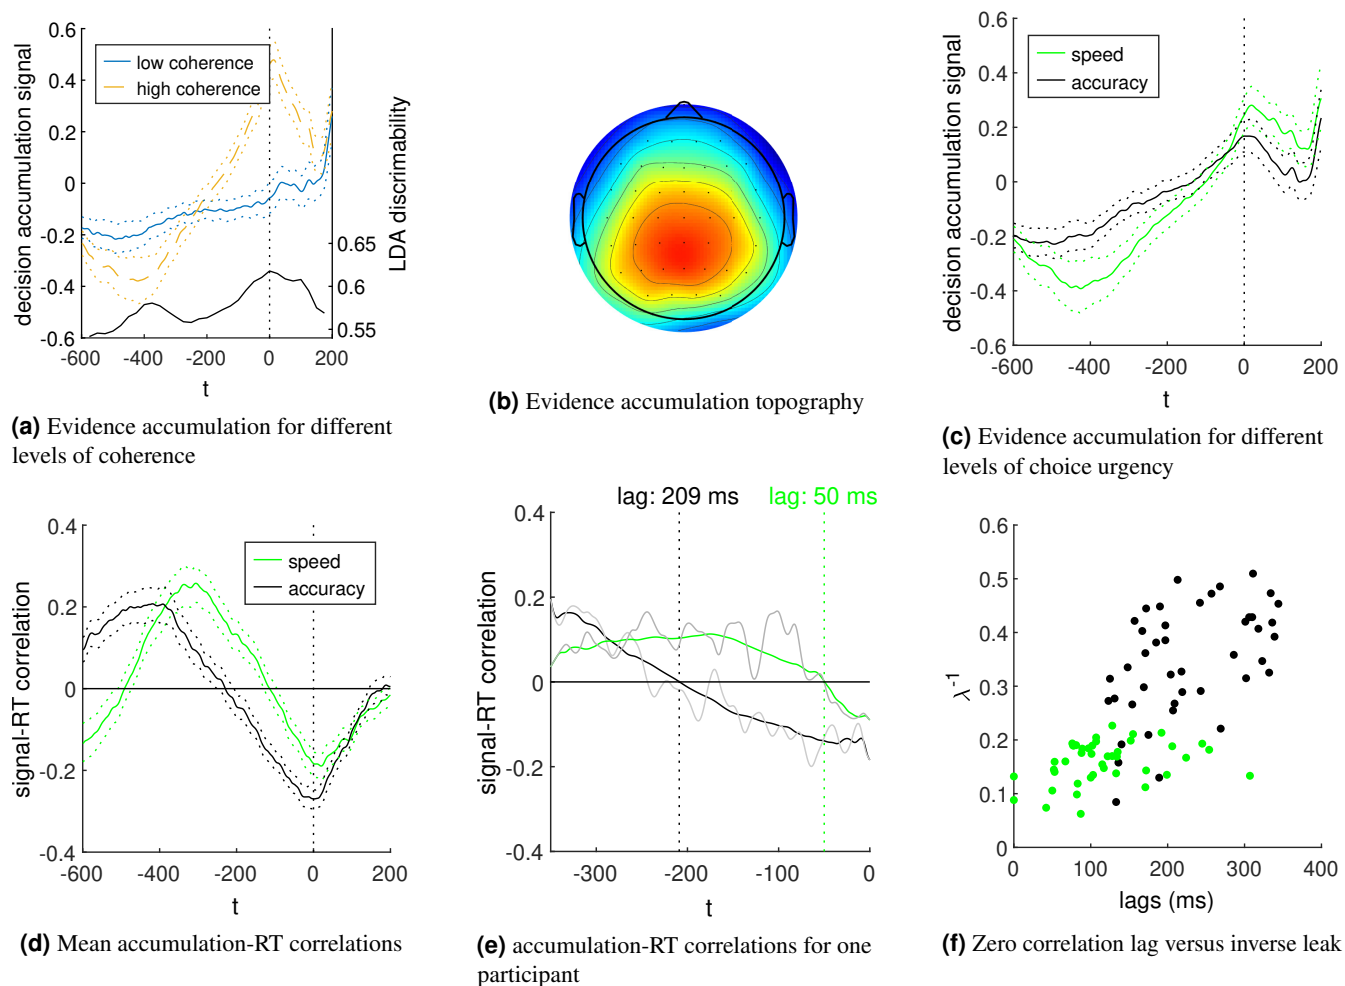 0.6
0.4
0.2
0
-0.2
-0.4
-0.6
decision accumulation signal
low coherence
high coherence
0.65
0.6
0.55
LDA discrimability
-600
-400
-200
0
200
t
(a) Evidence accumulation for different
levels of coherence
(b) Evidence accumulation topography
0.6
0.4
0.2
0
-0.2
-0.4
-0.6
decision accumulation signal
speed
accuracy
-600
-400
-200
0
200
t
(c) Evidence accumulation for different
levels of choice urgency
0.4
0.2
0
-0.2
-0.4
signal-RT correlation
speed
accuracy
-600
-400
-200
0
200
t
(d) Mean accumulation-RT correlations
lag: 209 ms
lag: 50 ms
0.4
0.2
0
-0.2
-0.4
signal-RT correlation
-300
-200
-100
0
t
(e) accumulation-RT correlations for one
participant
0.6
0.5
0.4
0.3
0.2
0.1
0
λ-1
0
100
200
300
400
lags (ms)
(f) Zero correlation lag versus inverse leak